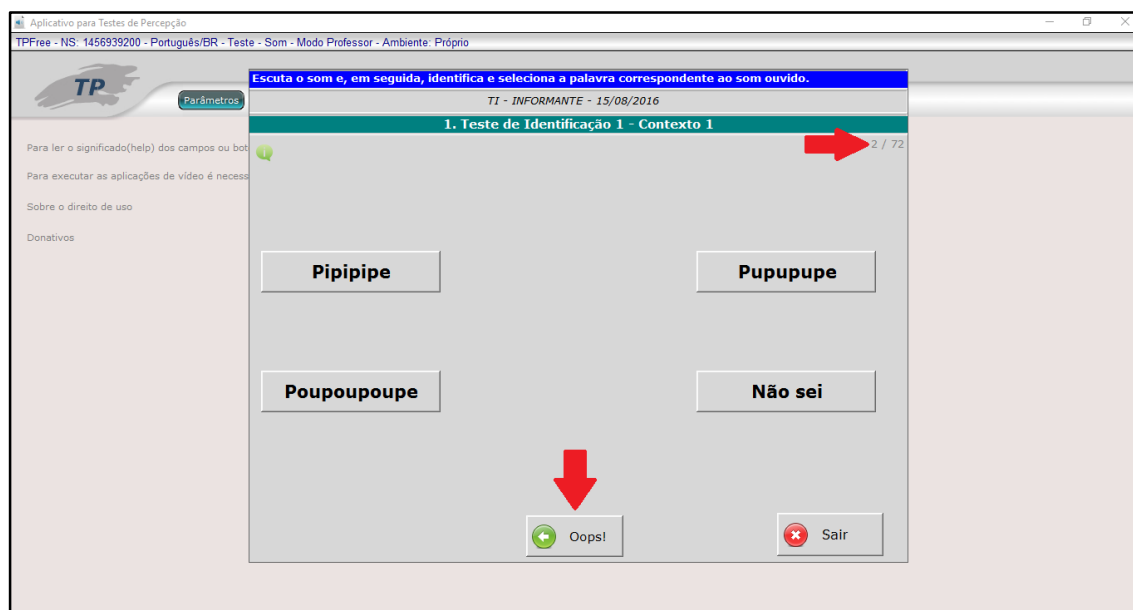 Aplicativo para Testes de Percepção
TPFree - NS: 1456939200 - Português/BR - Teste - Som - Modo Professor - Ambiente: Próprio
TP
Parâmetros
Escuta o som e, em seguida, identifica e seleciona a palavra correspondente ao som ouvido.
TI - INFORMANTE - 15/08/2016
1. Teste de Identificação 1 - Contexto 1
2 / 72
Para ler o significado(help) dos campos ou bot
Para executar as aplicações de vídeo é necess
Sobre o direito de uso
Donativos
Pipipipe
Pupupupe
Poupoupoupe
Não sei
Oops!
Sair